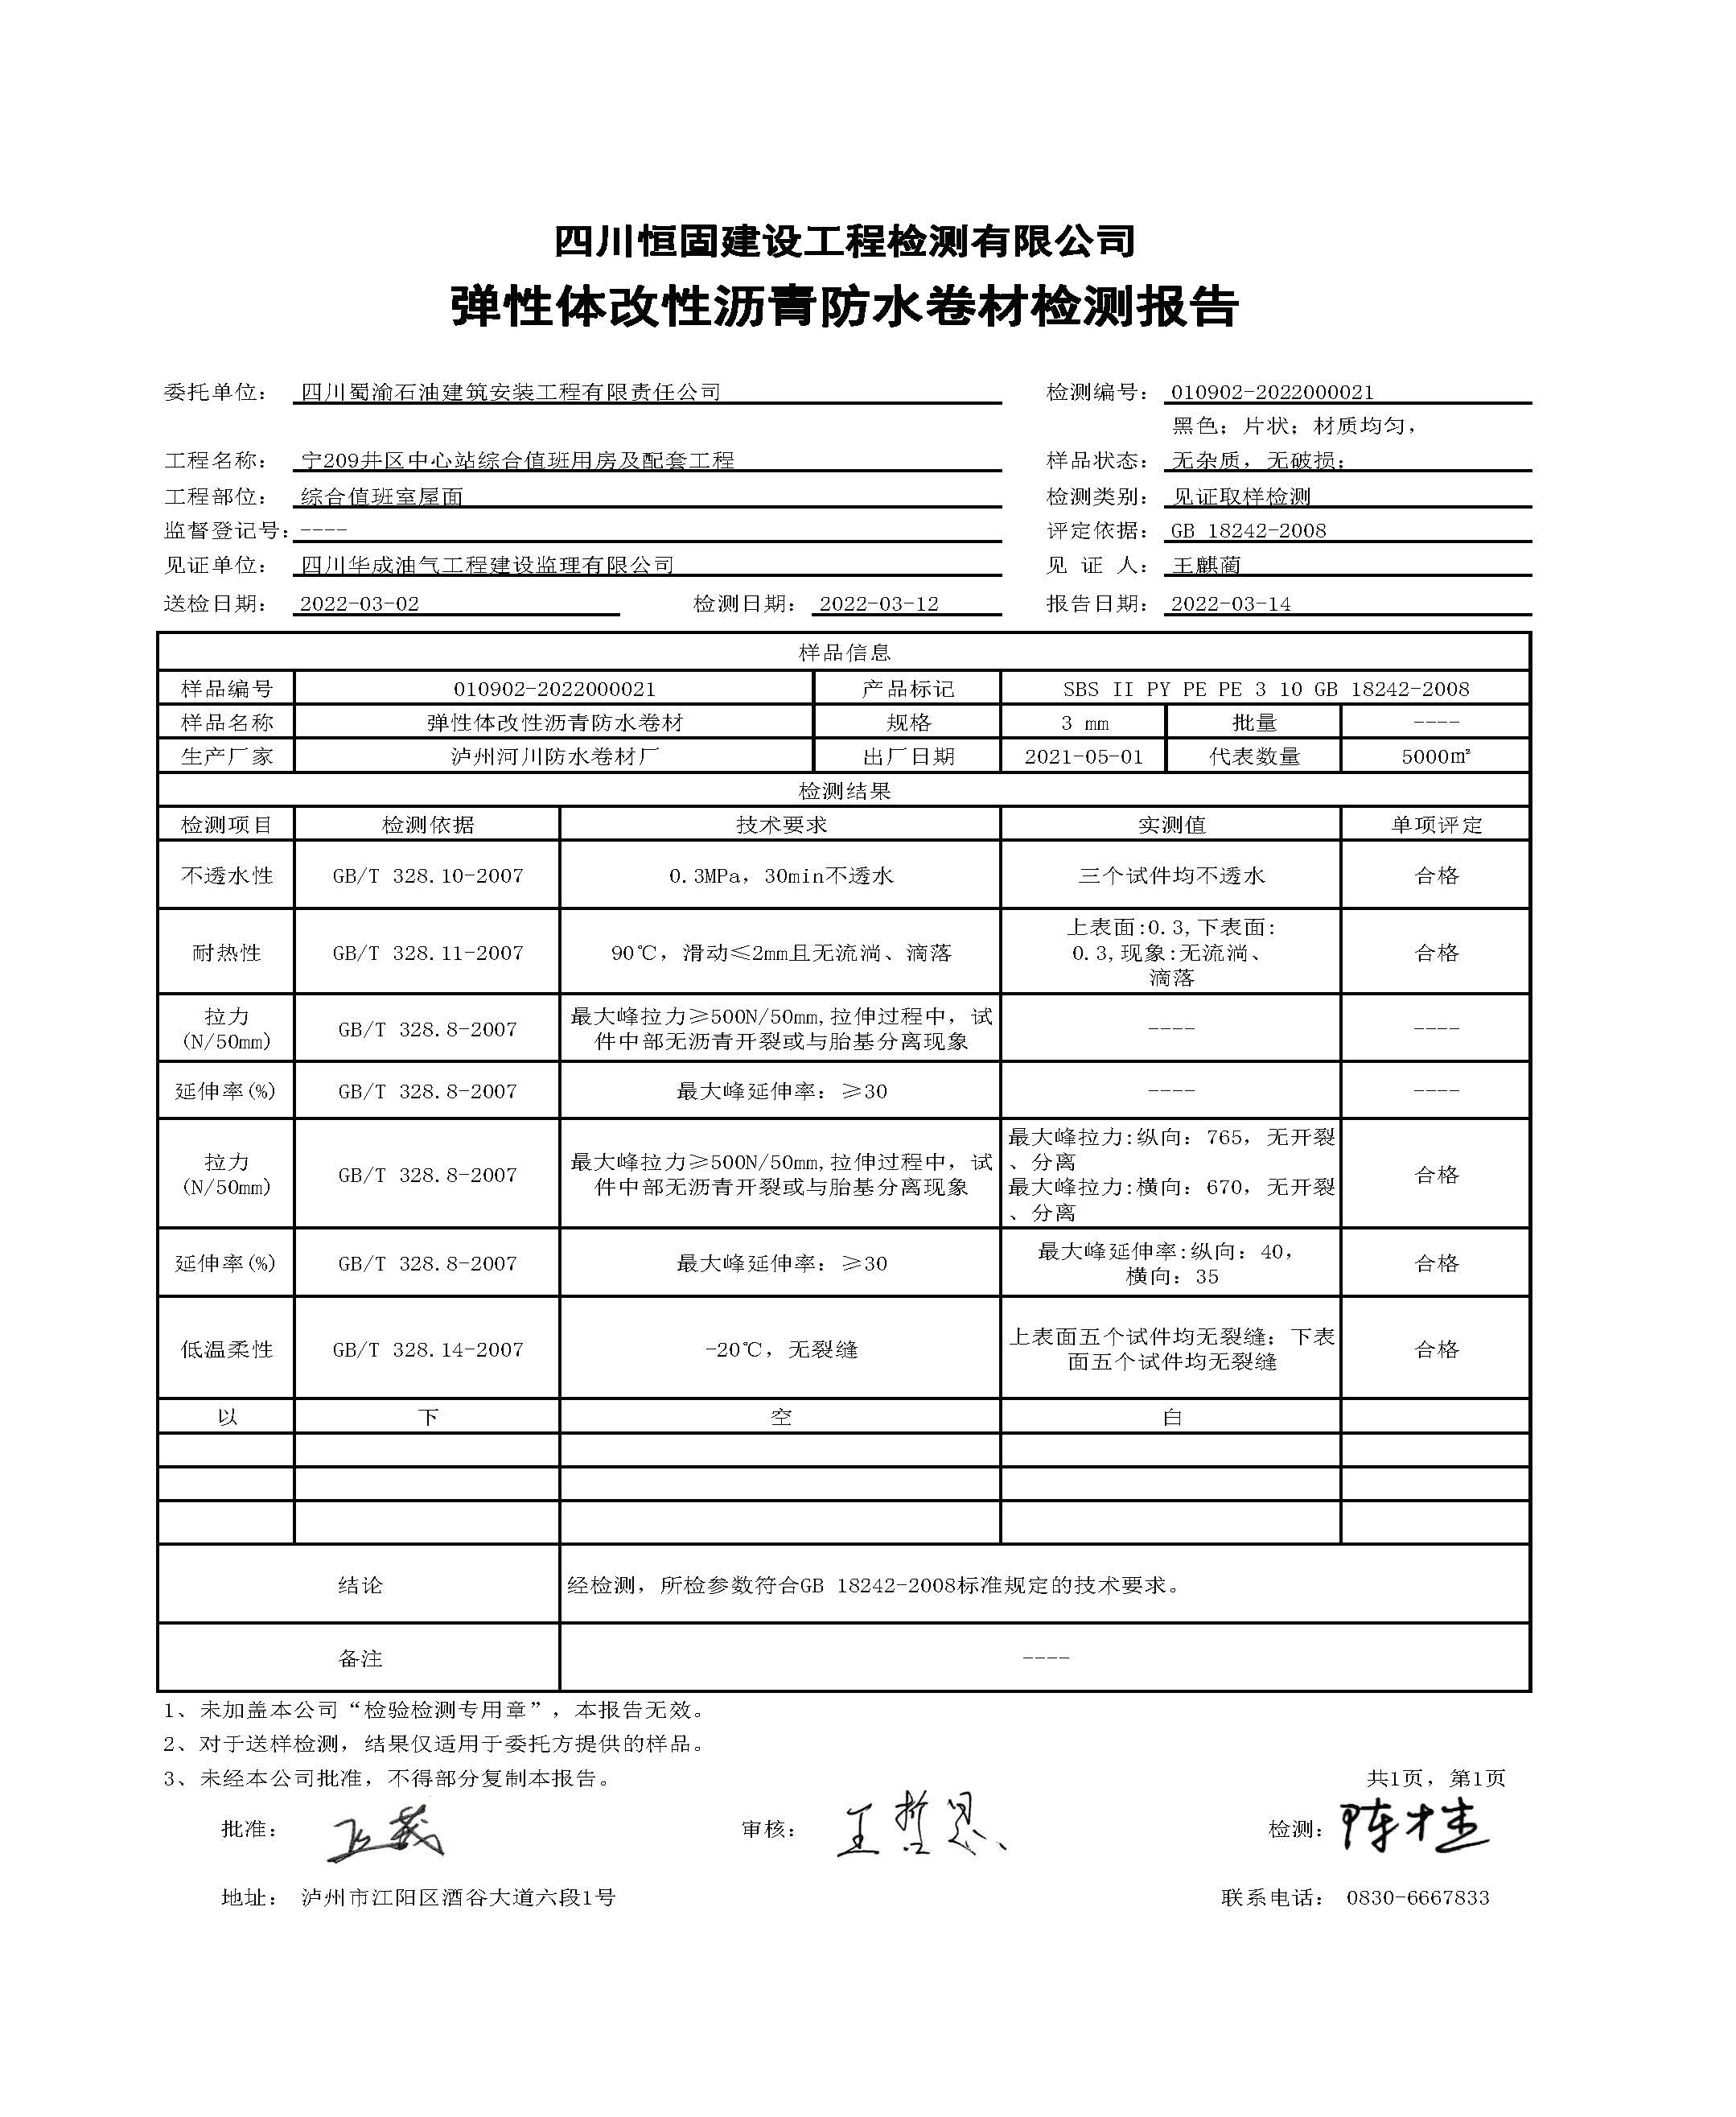 四川恒固建设工程检测有限公司
弹性体改性沥青防水卷材检测报告
委托单位： 四川蜀渝石油建筑安装工程有限责任公司 检测编号： 010902-2022000021
黑色；片状；材质均匀，
工程名称： 宁209井区中心站综合值班用房及配套工程 样品状态： 无杂质，无破损；
工程部位： 综合值班室屋面 检测类别： 见证取样检测
监督登记号： ---- 评定依据： GB 18242-2008
见证单位： 四川华成油气工程建设监理有限公司 见 证 人： 王麒蔺
送检日期： 2022-03-02 检测日期： 2022-03-12 报告日期： 2022-03-14
样品信息
样品编号 010902-2022000021 产品标记 SBS II PY PE PE 3 10 GB 18242-2008
样品名称 弹性体改性沥青防水卷材 规格 3 mm 批量 ----
生产厂家 泸州河川防水卷材厂 出厂日期 2021-05-01 代表数量 5000㎡
检测结果
检测项目 检测依据 技术要求 实测值 单项评定
不透水性 GB/T 328.10-2007 0.3MPa，30min不透水 三个试件均不透水 合格
上表面:0.3,下表面:
耐热性 GB/T 328.11-2007 90℃，滑动≤2mm且无流淌、滴落 0.3,现象:无流淌、 合格
滴落
拉力 最大峰拉力≥500N/50mm,拉伸过程中，试
GB/T 328.8-2007 ---- ----
(N/50mm) 件中部无沥青开裂或与胎基分离现象
延伸率(%) GB/T 328.8-2007 最大峰延伸率：≥30 ---- ----
最大峰拉力:纵向：765，无开裂
拉力 最大峰拉力≥500N/50mm,拉伸过程中，试 、分离
GB/T 328.8-2007 合格
(N/50mm) 件中部无沥青开裂或与胎基分离现象 最大峰拉力:横向：670，无开裂
、分离
最大峰延伸率:纵向：40，
延伸率(%) GB/T 328.8-2007 最大峰延伸率：≥30 合格
横向：35
上表面五个试件均无裂缝；下表
低温柔性 GB/T 328.14-2007 -20℃，无裂缝 合格
面五个试件均无裂缝
以 下 空 白
结论 经检测，所检参数符合GB 18242-2008标准规定的技术要求。
备注 ----
1、未加盖本公司“检验检测专用章”，本报告无效。
2、对于送样检测，结果仅适用于委托方提供的样品。
3、未经本公司批准，不得部分复制本报告。 共1页，第1页
批准： 审核： 王哲思 检测：
地址： 泸州市江阳区酒谷大道六段1号 联系电话： 0830-6667833